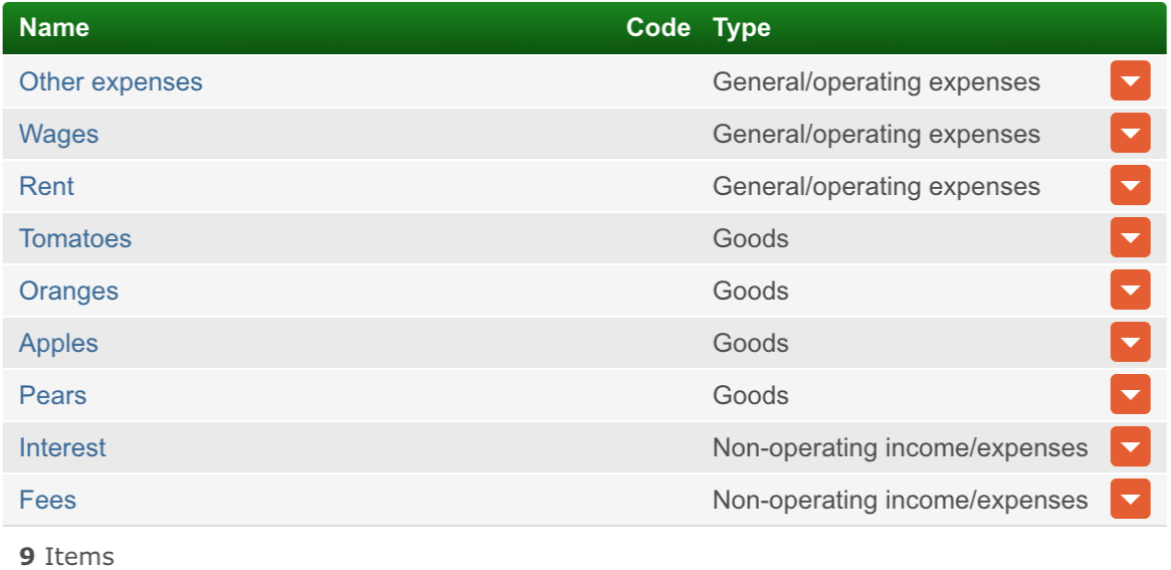 Name Code Type
Other expenses General/operating expenses
Wages General/operating expenses
Rent General/operating expenses
Tomatoes Goods
Oranges Goods
Apples Goods
Pears Goods
Interest Non-operating income/expenses
Fees Non-operating income/expenses
9 Items